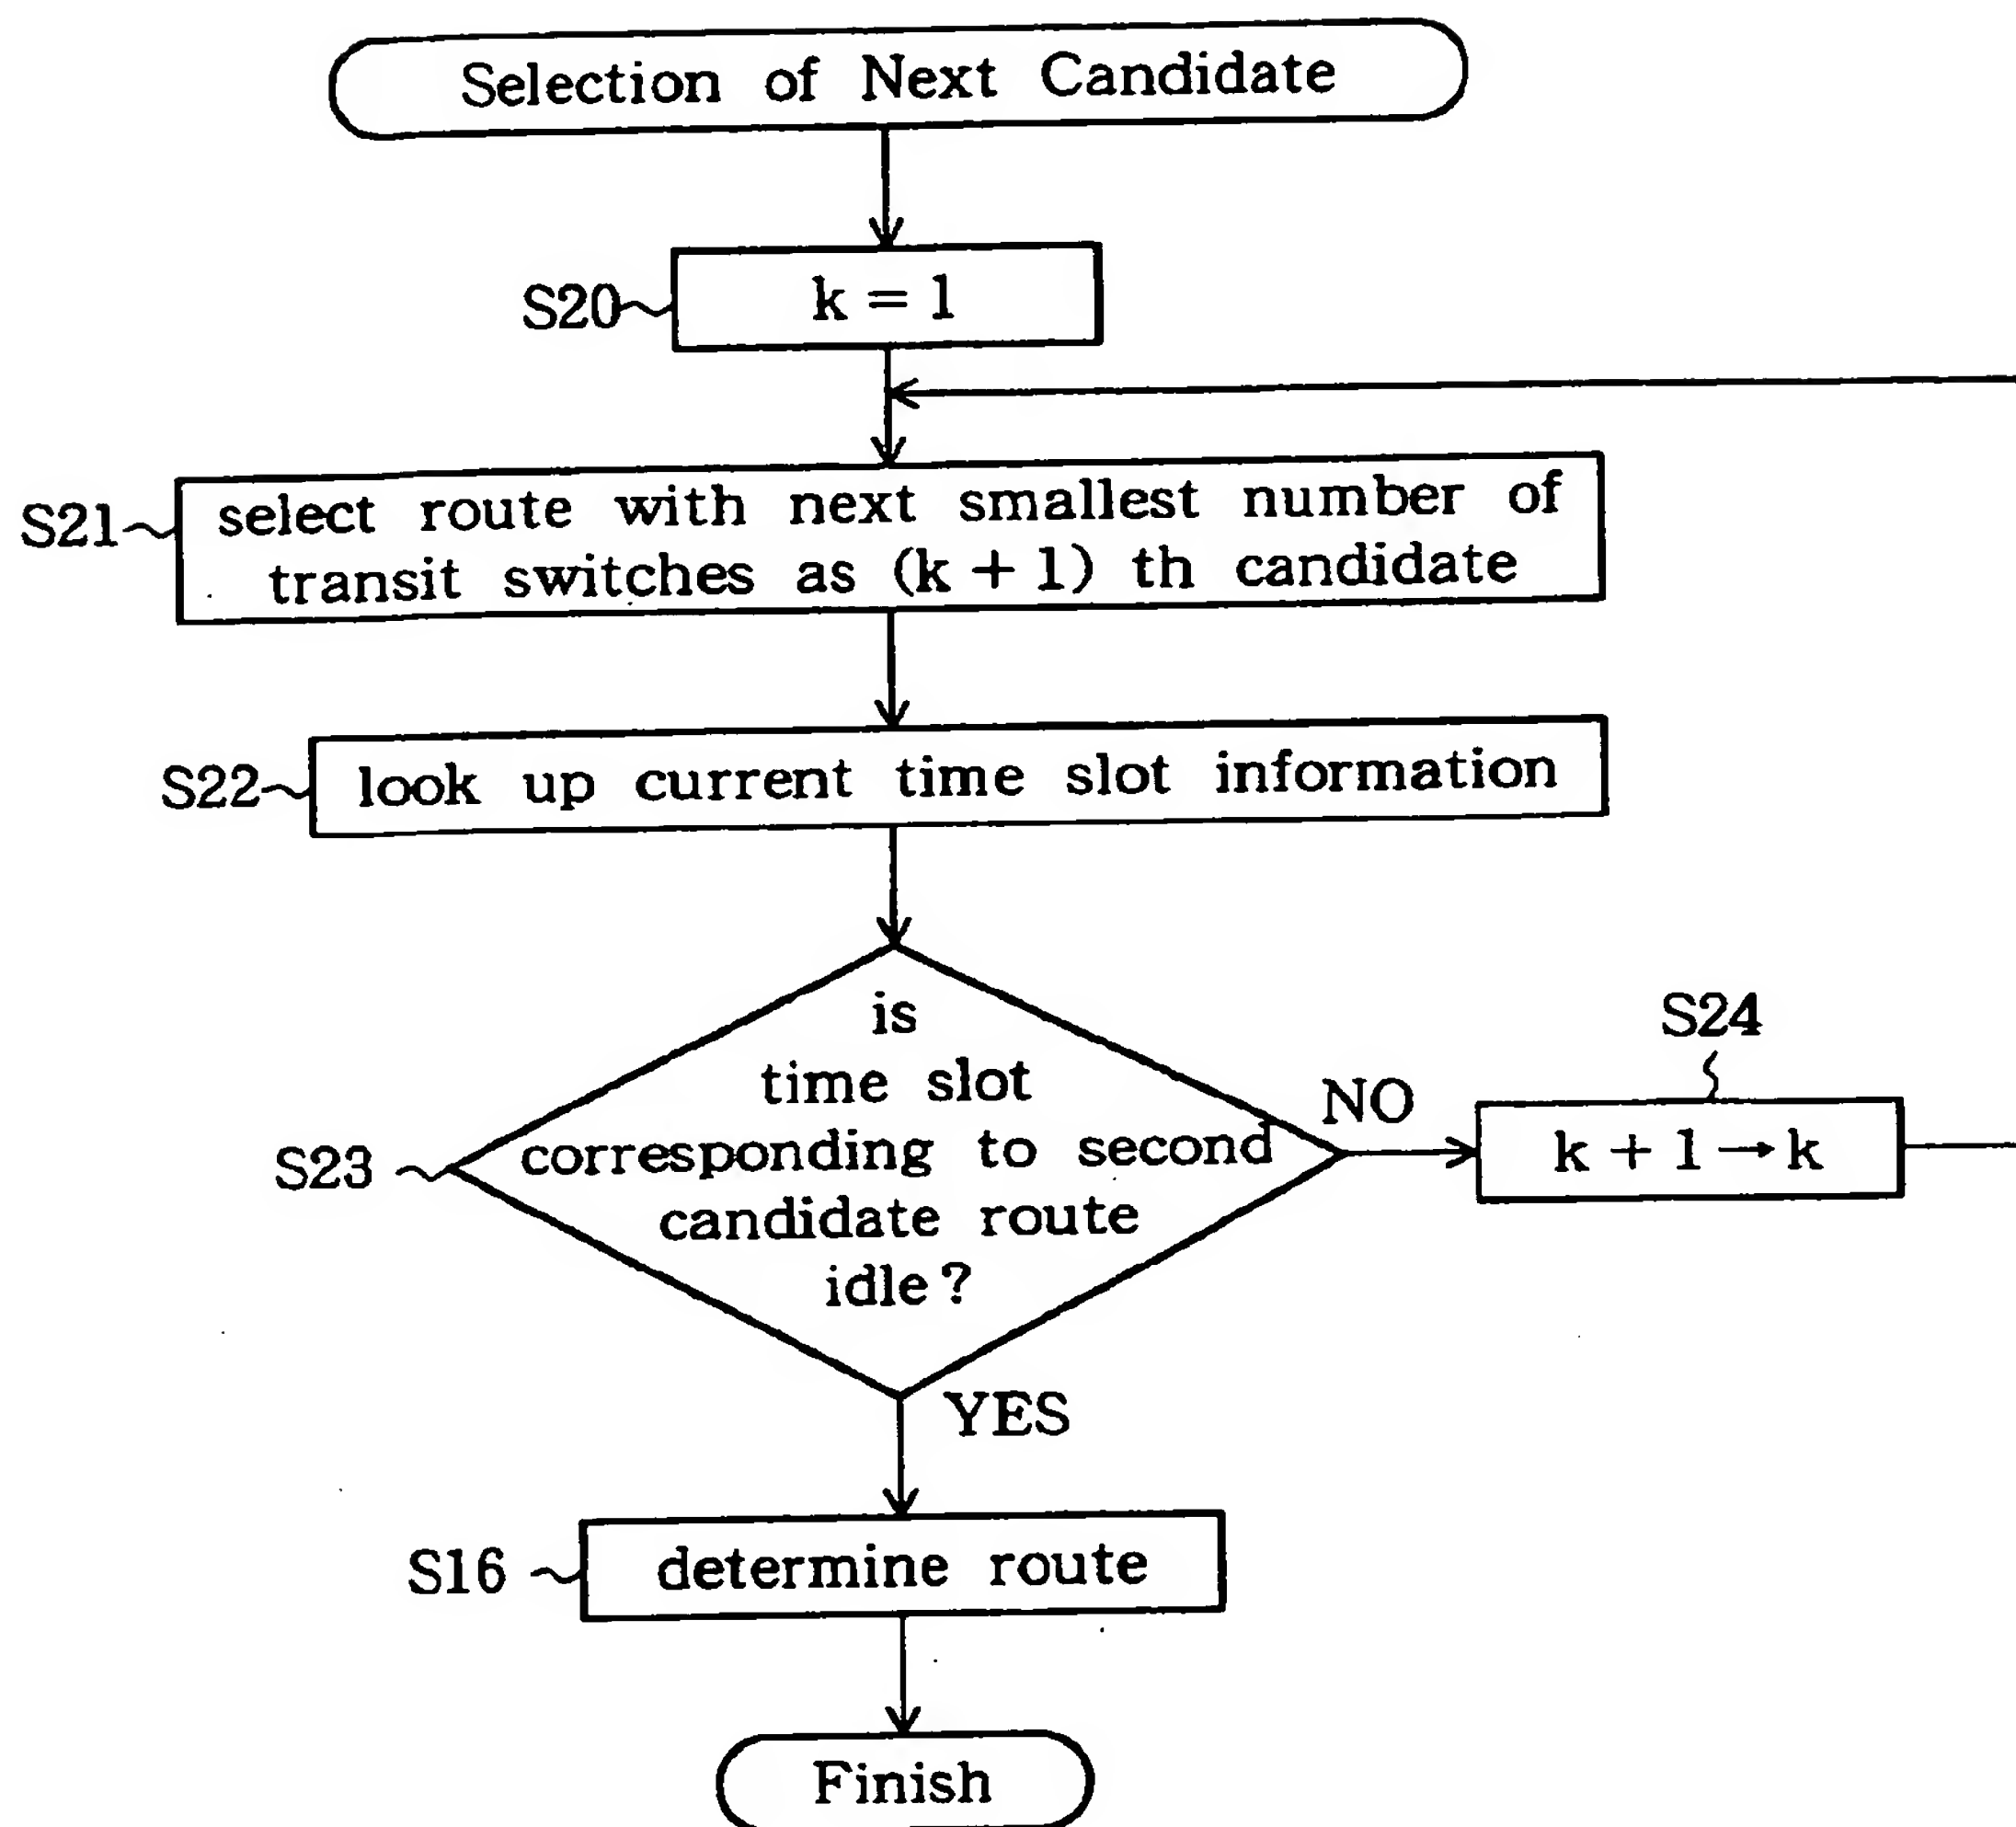 Selection of Next Candidate
S20
k = 1
S21
select route with next smallest number of
transit switches as (k + 1) th candidate
S22
look up current time slot information
is
time slot
corresponding to second
candidate route
idle?
S23
NO
S24
k + 1 → k
YES
S16
determine route
Finish